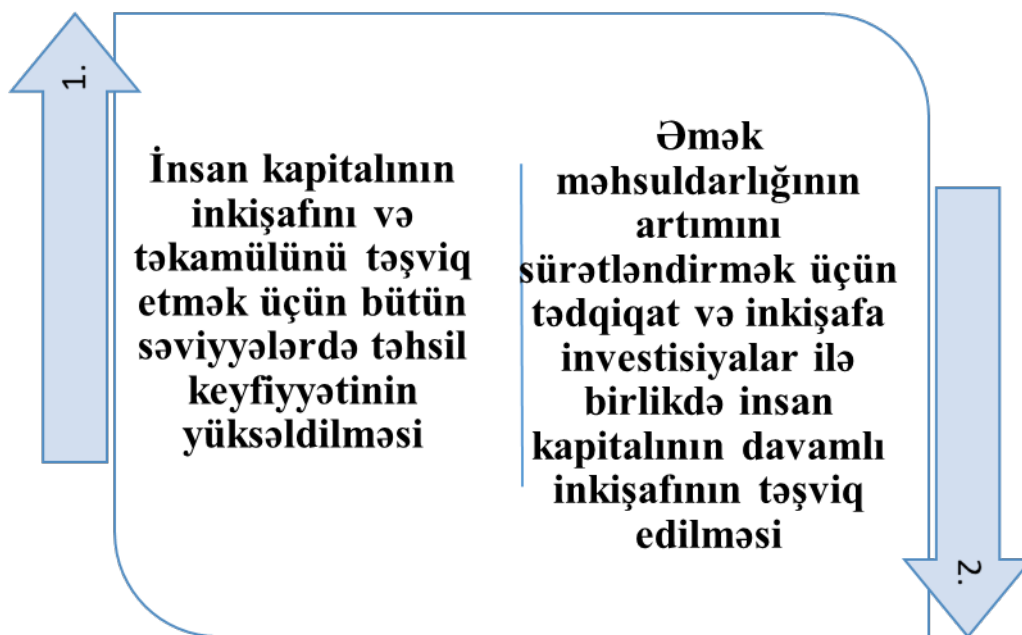 1.
İnsan kapitalının
inkişafını və
təkamülünü təşviq
etmək üçün bütün
səviyyələrdə təhsil
keyfiyyətinin
yüksəldilməsi
Əmək
məhsuldarlığının
artımını
sürətləndirmək üçün
tədqiqat və inkişafa
investisiyalar ilə
birlikdə insan
kapitalının davamlı
inkişafının təşviq
edilməsi
2.